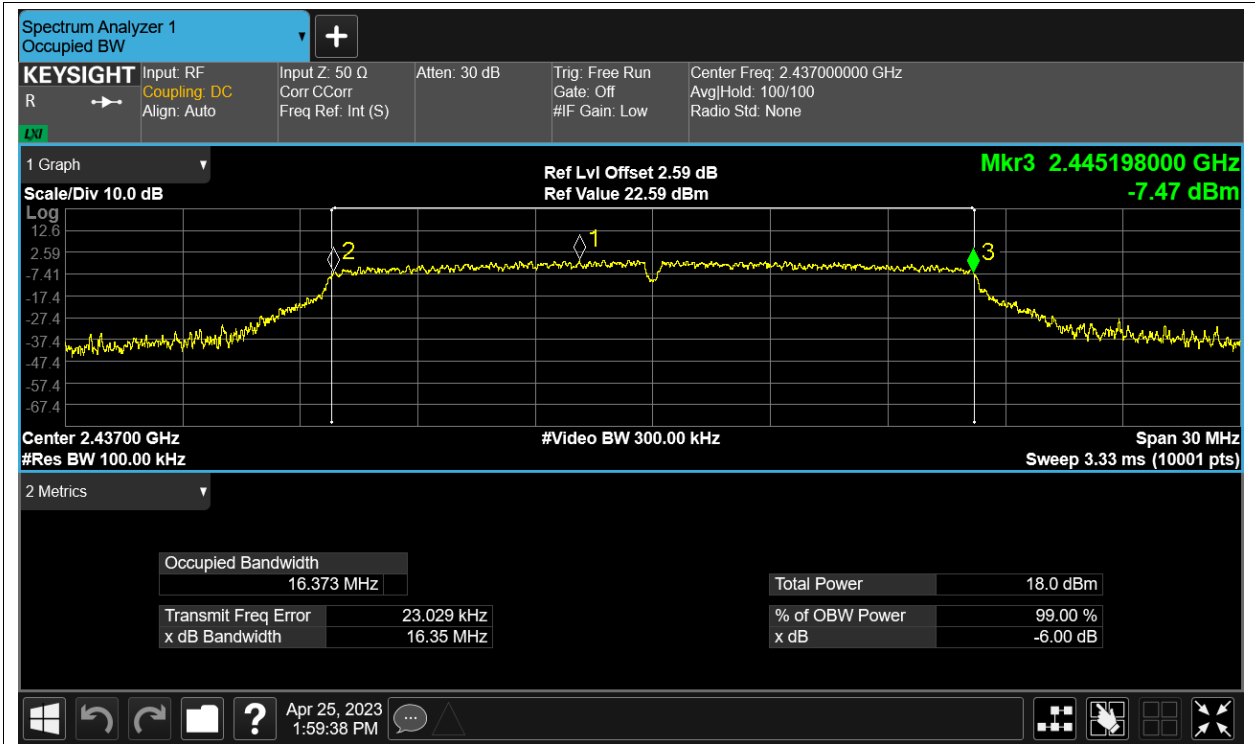 Spectrum Analyzer 1
Occupied BW
KEYSIGHT
R
LXI
Input: RF
Coupling: DC
Align: Auto
Input Z: 50 Ω
Corr CCorr
Freq Ref: Int (S)
Atten: 30 dB
Trig: Free Run
Gate: Off
#IF Gain: Low
Center Freq: 2.437000000 GHz
Avg|Hold: 100/100
Radio Std: None
1 Graph
Scale/Div 10.0 dB
Ref Lvl Offset 2.59 dB
Ref Value 22.59 dBm
Mkr3 2.445198000 GHz
-7.47 dBm
Log
12.6
2.59
-7.41
-17.4
-27.4
-37.4
-47.4
-57.4
-67.4
2
1
3
Center 2.43700 GHz
#Res BW 100.00 kHz
#Video BW 300.00 kHz
Span 30 MHz
Sweep 3.33 ms (10001 pts)
2 Metrics
Occupied Bandwidth
16.373 MHz
Transmit Freq Error 23.029 kHz
x dB Bandwidth 16.35 MHz
Total Power 18.0 dBm
% of OBW Power 99.00 %
x dB -6.00 dB
?
Apr 25, 2023
1:59:38 PM